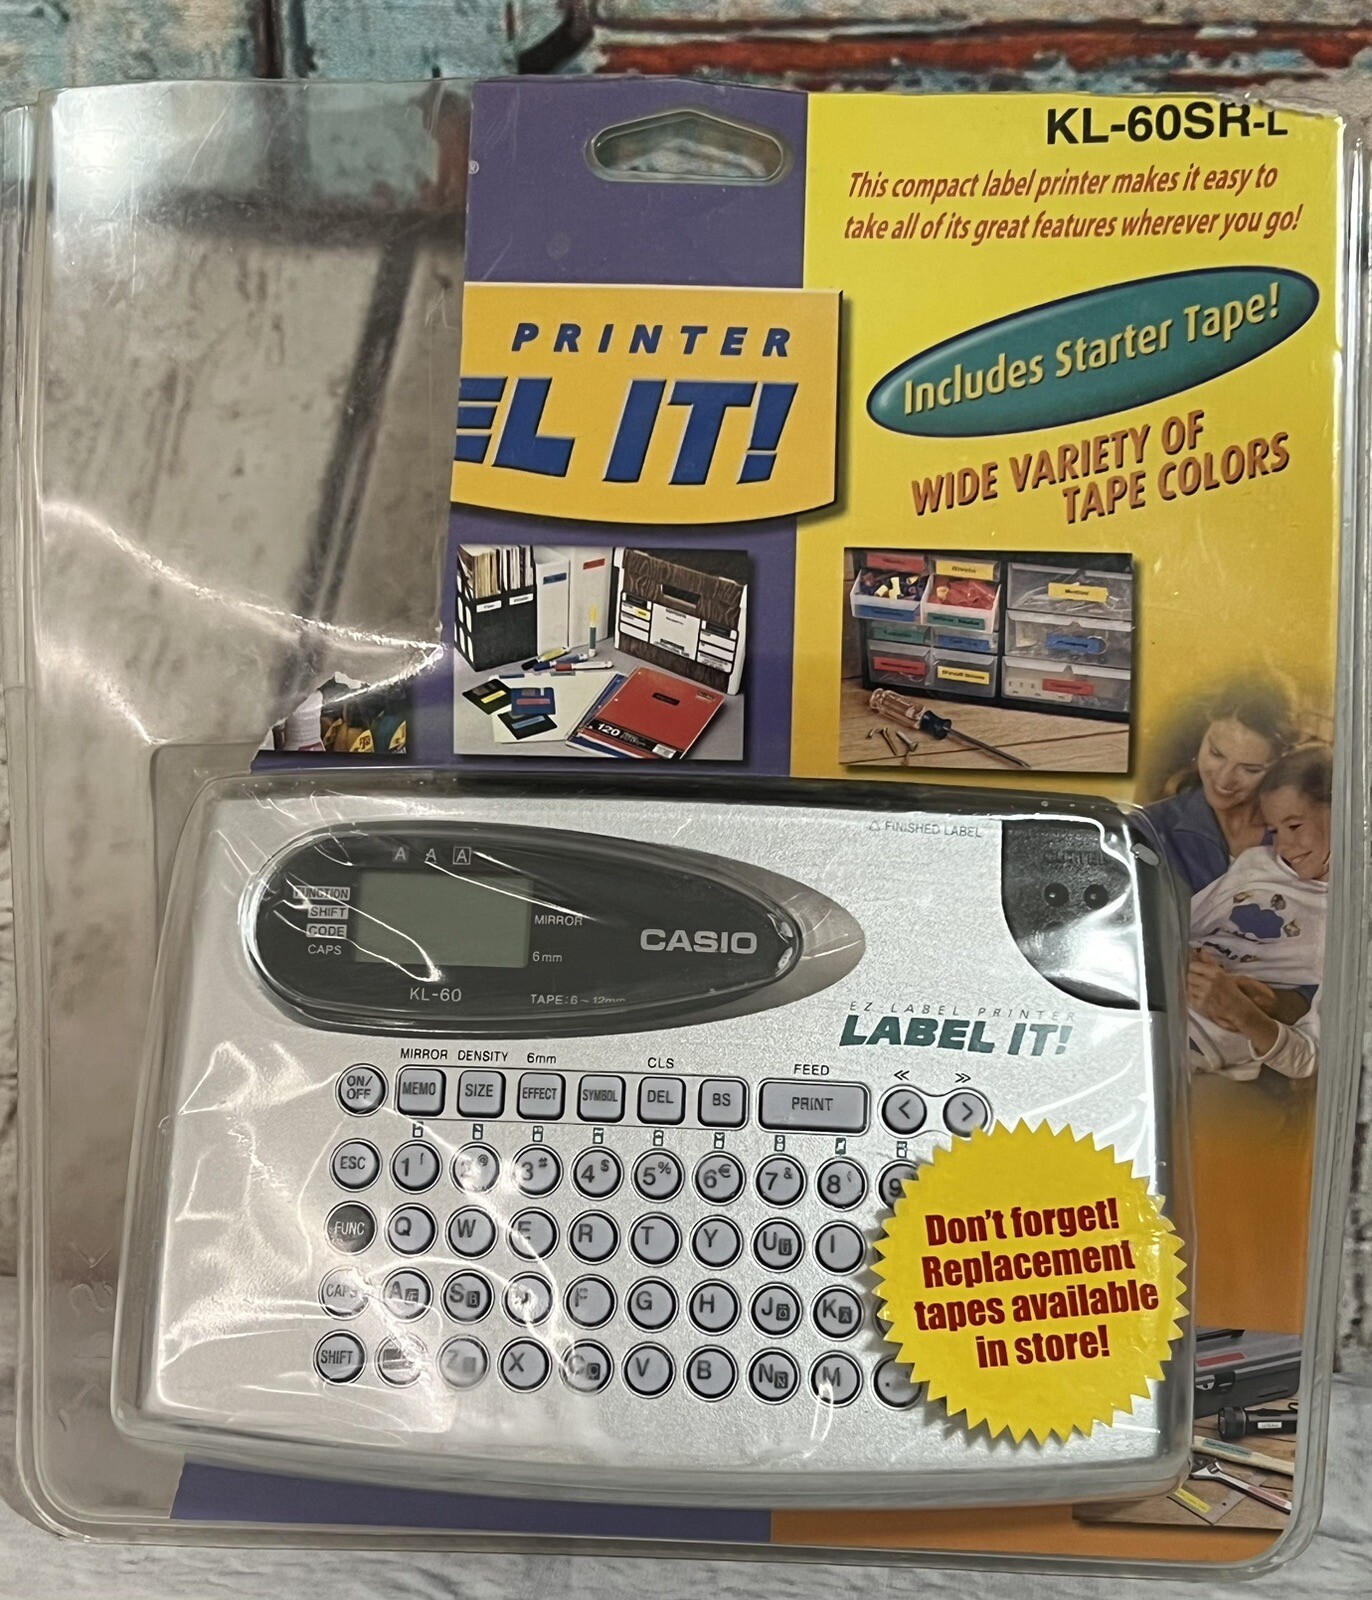 KL-60SR-L
This compact label printer makes it easy to
take all of its great features wherever you go!
PRINTER
EL IT!
Includes Starter Tape!
WIDE VARIETY OF
TAPE COLORS
120
FINISHED LABEL
A A A
FUNCTION
SHIFT
CODE
CAPS
MIRROR
6mm
CASIO
KL-60
TAPE:6~12mm
EZ-LABEL PRINTER
LABEL IT!
MIRROR DENSITY 6mm CLS FEED
ON/OFF MEMO SIZE EFFECT SYMBOL DEL BS PRINT
ESC 1 2@ 3# 4$ 5% 6€ 7& 8( 9
FUNC Q W E R T Y U I
CAPS A S D F G H J K
SHIFT Z X C V B N M .
Don't forget!
Replacement
tapes available
in store!